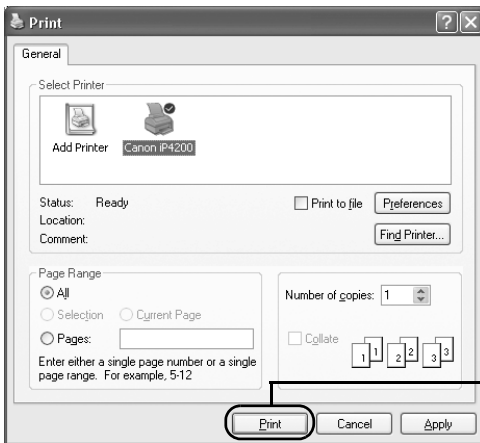 Print
General
Select Printer
Add Printer
Canon iP4200
Status: Ready
Location:
Comment:
Print to file
Preferences
Find Printer...
Page Range
All
Selection
Current Page
Pages:
Enter either a single page number or a single
page range. For example, 5-12
Number of copies: 1
Collate
1 1 2 2 3 3
Print
Cancel
Apply